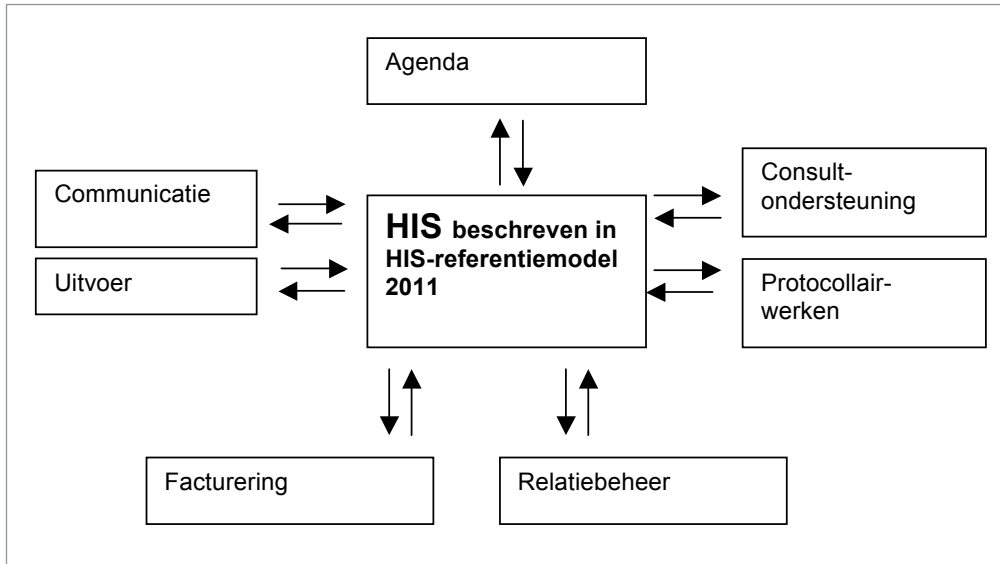 Agenda
Communicatie
Uitvoer
HIS beschreven in
HIS-referentiemodel
2011
Consult-
ondersteuning
Protocollair-
werken
Facturering
Relatiebeheer